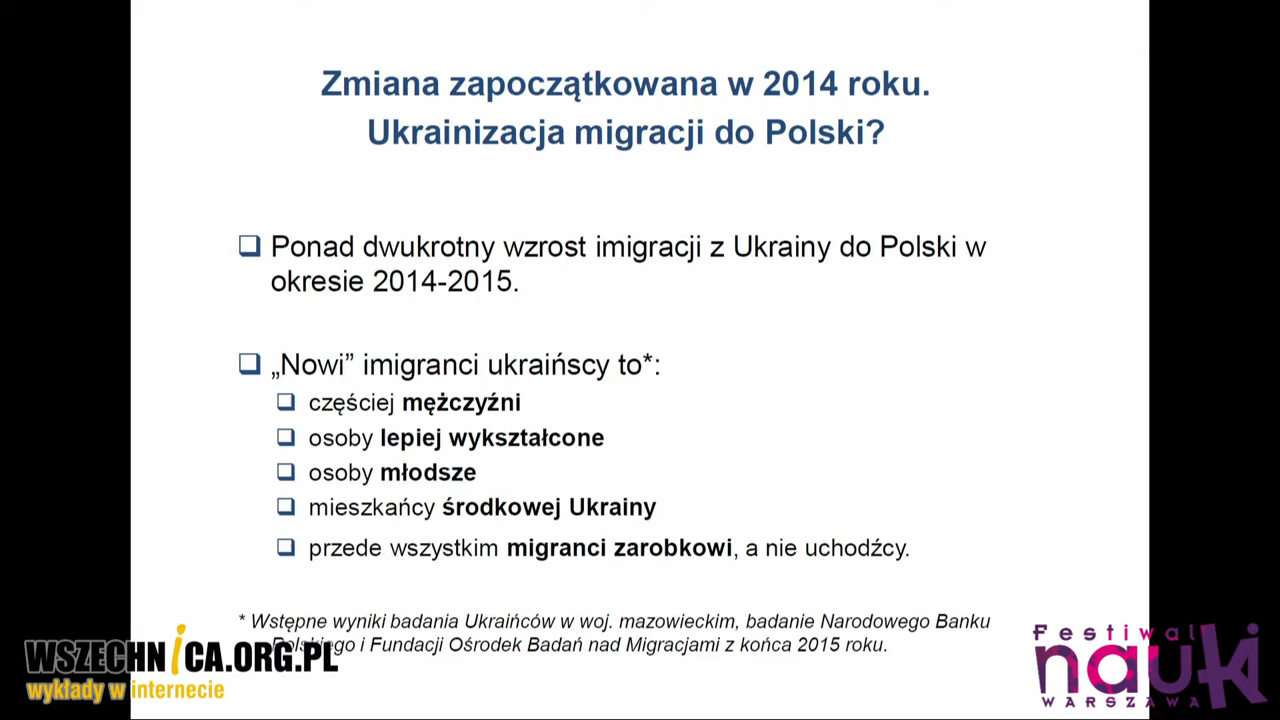 Zmiana zapoczątkowana w 2014 roku.
Ukrainizacja migracji do Polski?
Ponad dwukrotny wzrost imigracji z Ukrainy do Polski w
okresie 2014-2015.
„Nowi” imigranci ukraińscy to*:
częściej mężczyźni
osoby lepiej wykształcone
osoby młodsze
mieszkańcy środkowej Ukrainy
przede wszystkim migranci zarobkowi, a nie uchodźcy.
* Wstępne wyniki badania Ukraińców w woj. mazowieckim, badanie Narodowego Banku
Polskiego i Fundacji Ośrodek Badań nad Migracjami z końca 2015 roku.
WSZECHNICA.ORG.PL
wykłady w internecie
Festiwal
nauki
WARSZAWA